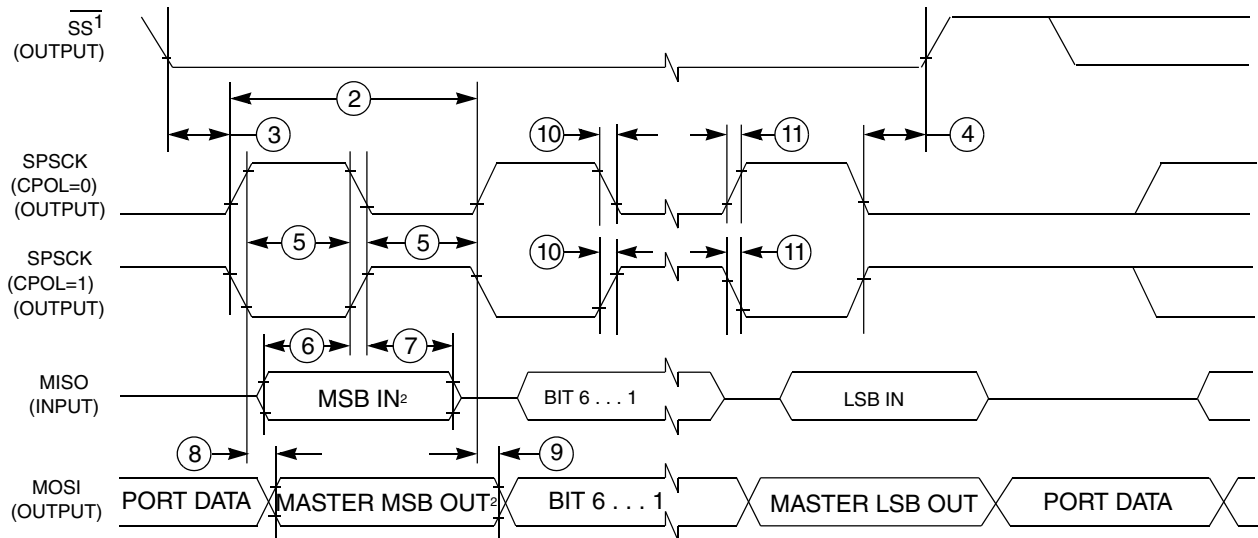 SS1
(OUTPUT)
2
3
10
11
4
SPSCK
(CPOL=0)
(OUTPUT)
5
5
10
11
SPSCK
(CPOL=1)
(OUTPUT)
6
7
MISO
(INPUT)
MSB IN2
BIT 6 . . . 1
LSB IN
8
9
MOSI
(OUTPUT)
PORT DATA
MASTER MSB OUT2
BIT 6 . . . 1
MASTER LSB OUT
PORT DATA